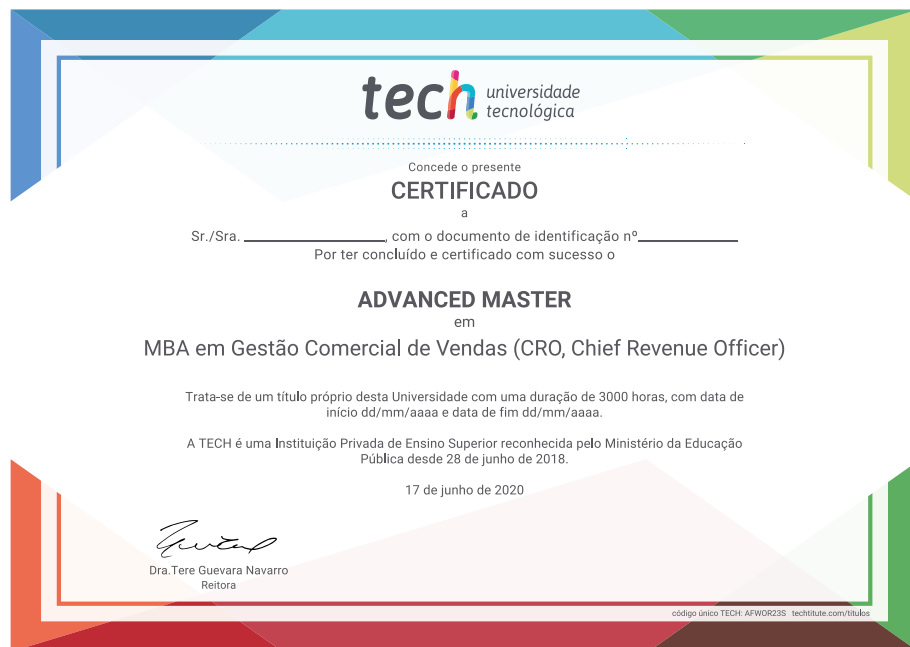 tech universidade
tecnológica
Concede o presente
CERTIFICADO
a
Sr./Sra. ______________, com o documento de identificação nº__________
Por ter concluído e certificado com sucesso o
ADVANCED MASTER
em
MBA em Gestão Comercial de Vendas (CRO, Chief Revenue Officer)
Trata-se de um título próprio desta Universidade com uma duração de 3000 horas, com data de
início dd/mm/aaaa e data de fim dd/mm/aaaa.
A TECH é uma Instituição Privada de Ensino Superior reconhecida pelo Ministério da Educação
Pública desde 28 de junho de 2018.
17 de junho de 2020
Dra.Tere Guevara Navarro
Reitora
código único TECH: AFWOR23S techtitute.com/titulos